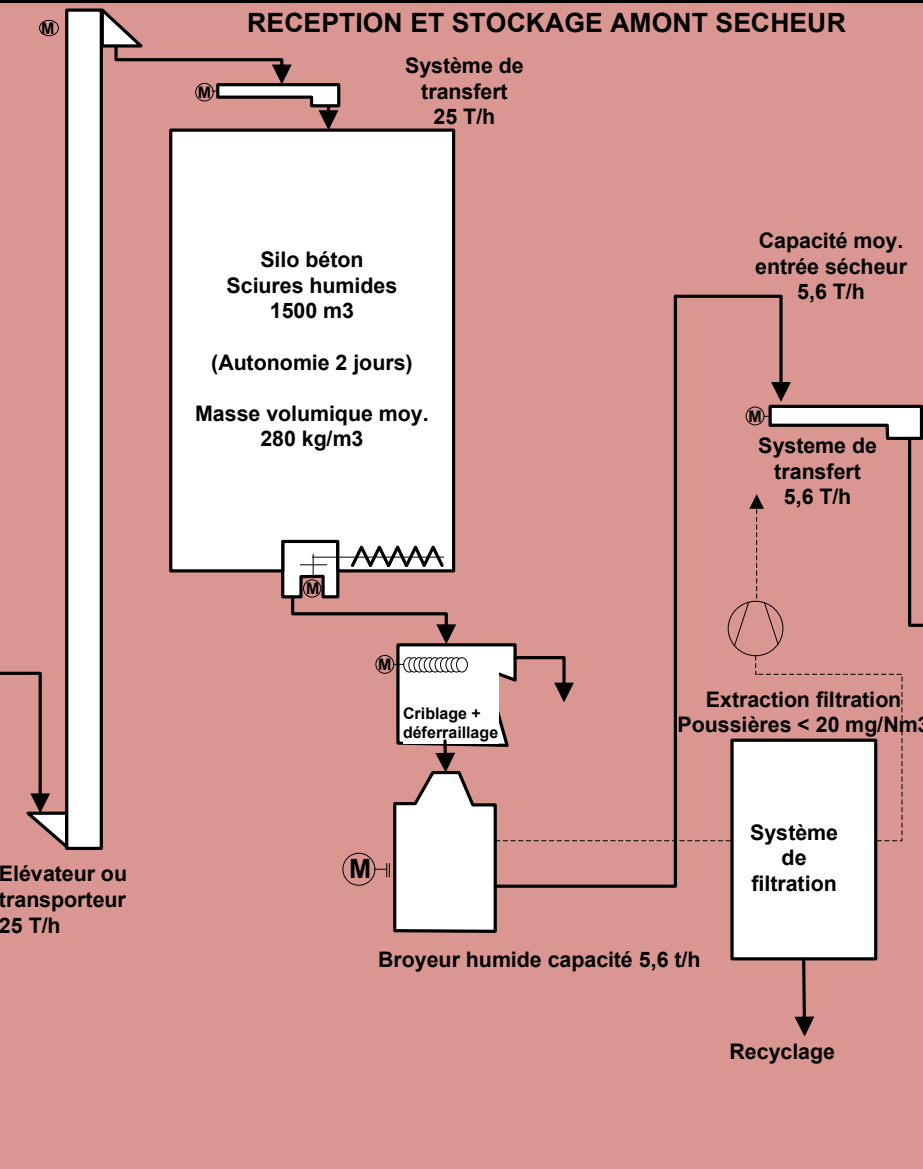 RECEPTION ET STOCKAGE AMONT SECHEUR
M
Système de
transfert
25 T/h
M
Silo béton
Sciures humides
1500 m3
(Autonomie 2 jours)
Masse volumique moy.
280 kg/m3
M
Capacité moy.
entrée sécheur
5,6 T/h
M
Systeme de
transfert
5,6 T/h
M
Criblage +
déferraillage
Extraction filtration
Poussières < 20 mg/Nm3
Système
de
filtration
M
Elévateur ou
transporteur
25 T/h
Broyeur humide capacité 5,6 t/h
Recyclage